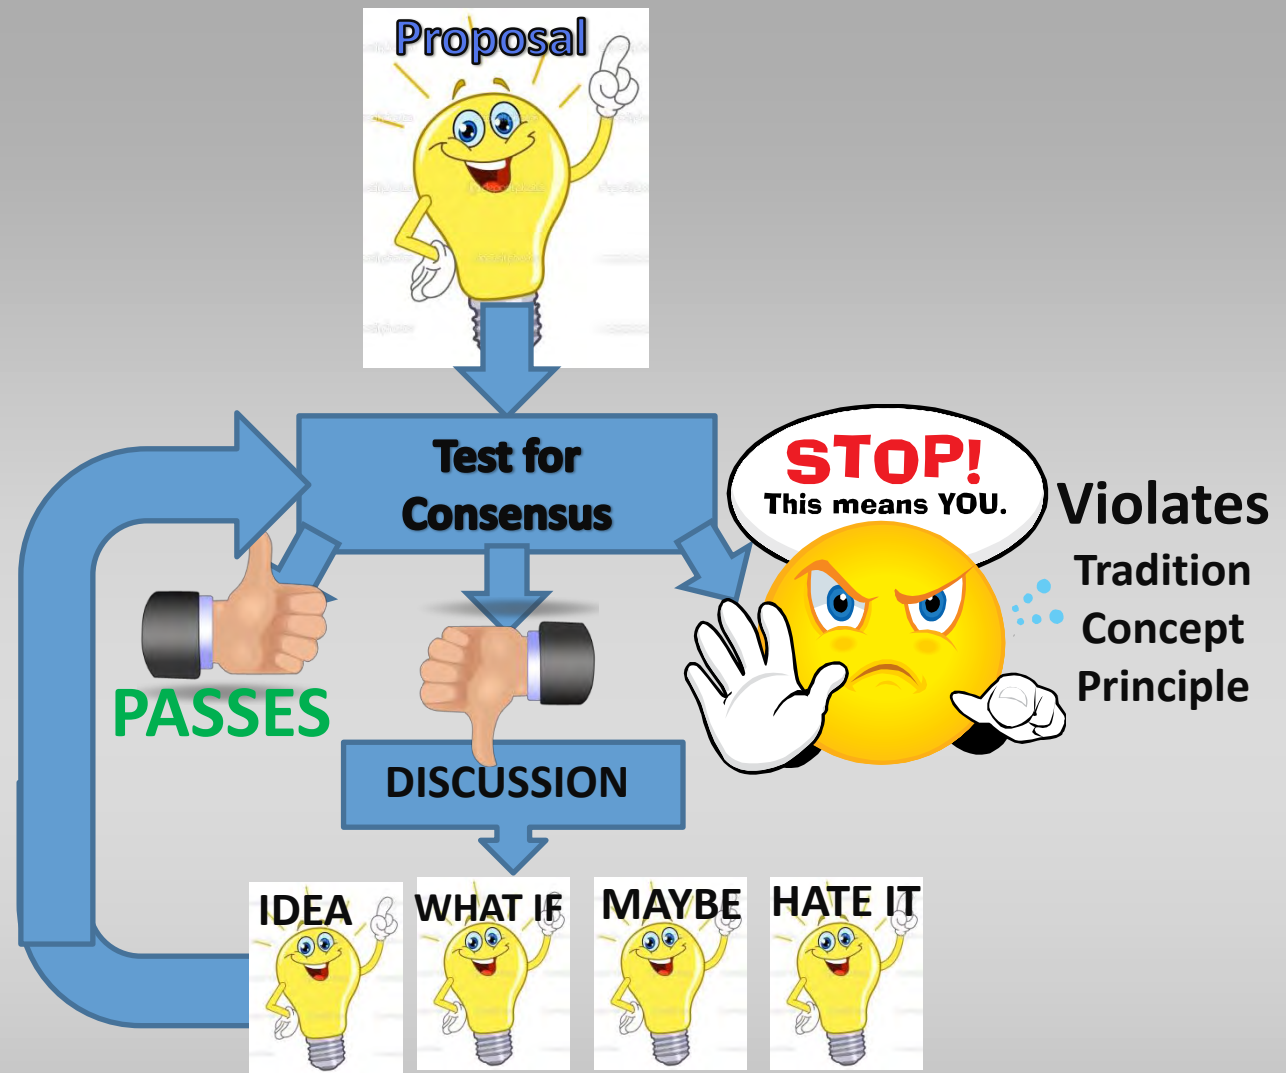 Proposal
Test for
Consensus
STOP!
This means YOU.
Violates
Tradition
Concept
Principle
PASSES
DISCUSSION
IDEA
WHAT IF
MAYBE
HATE IT